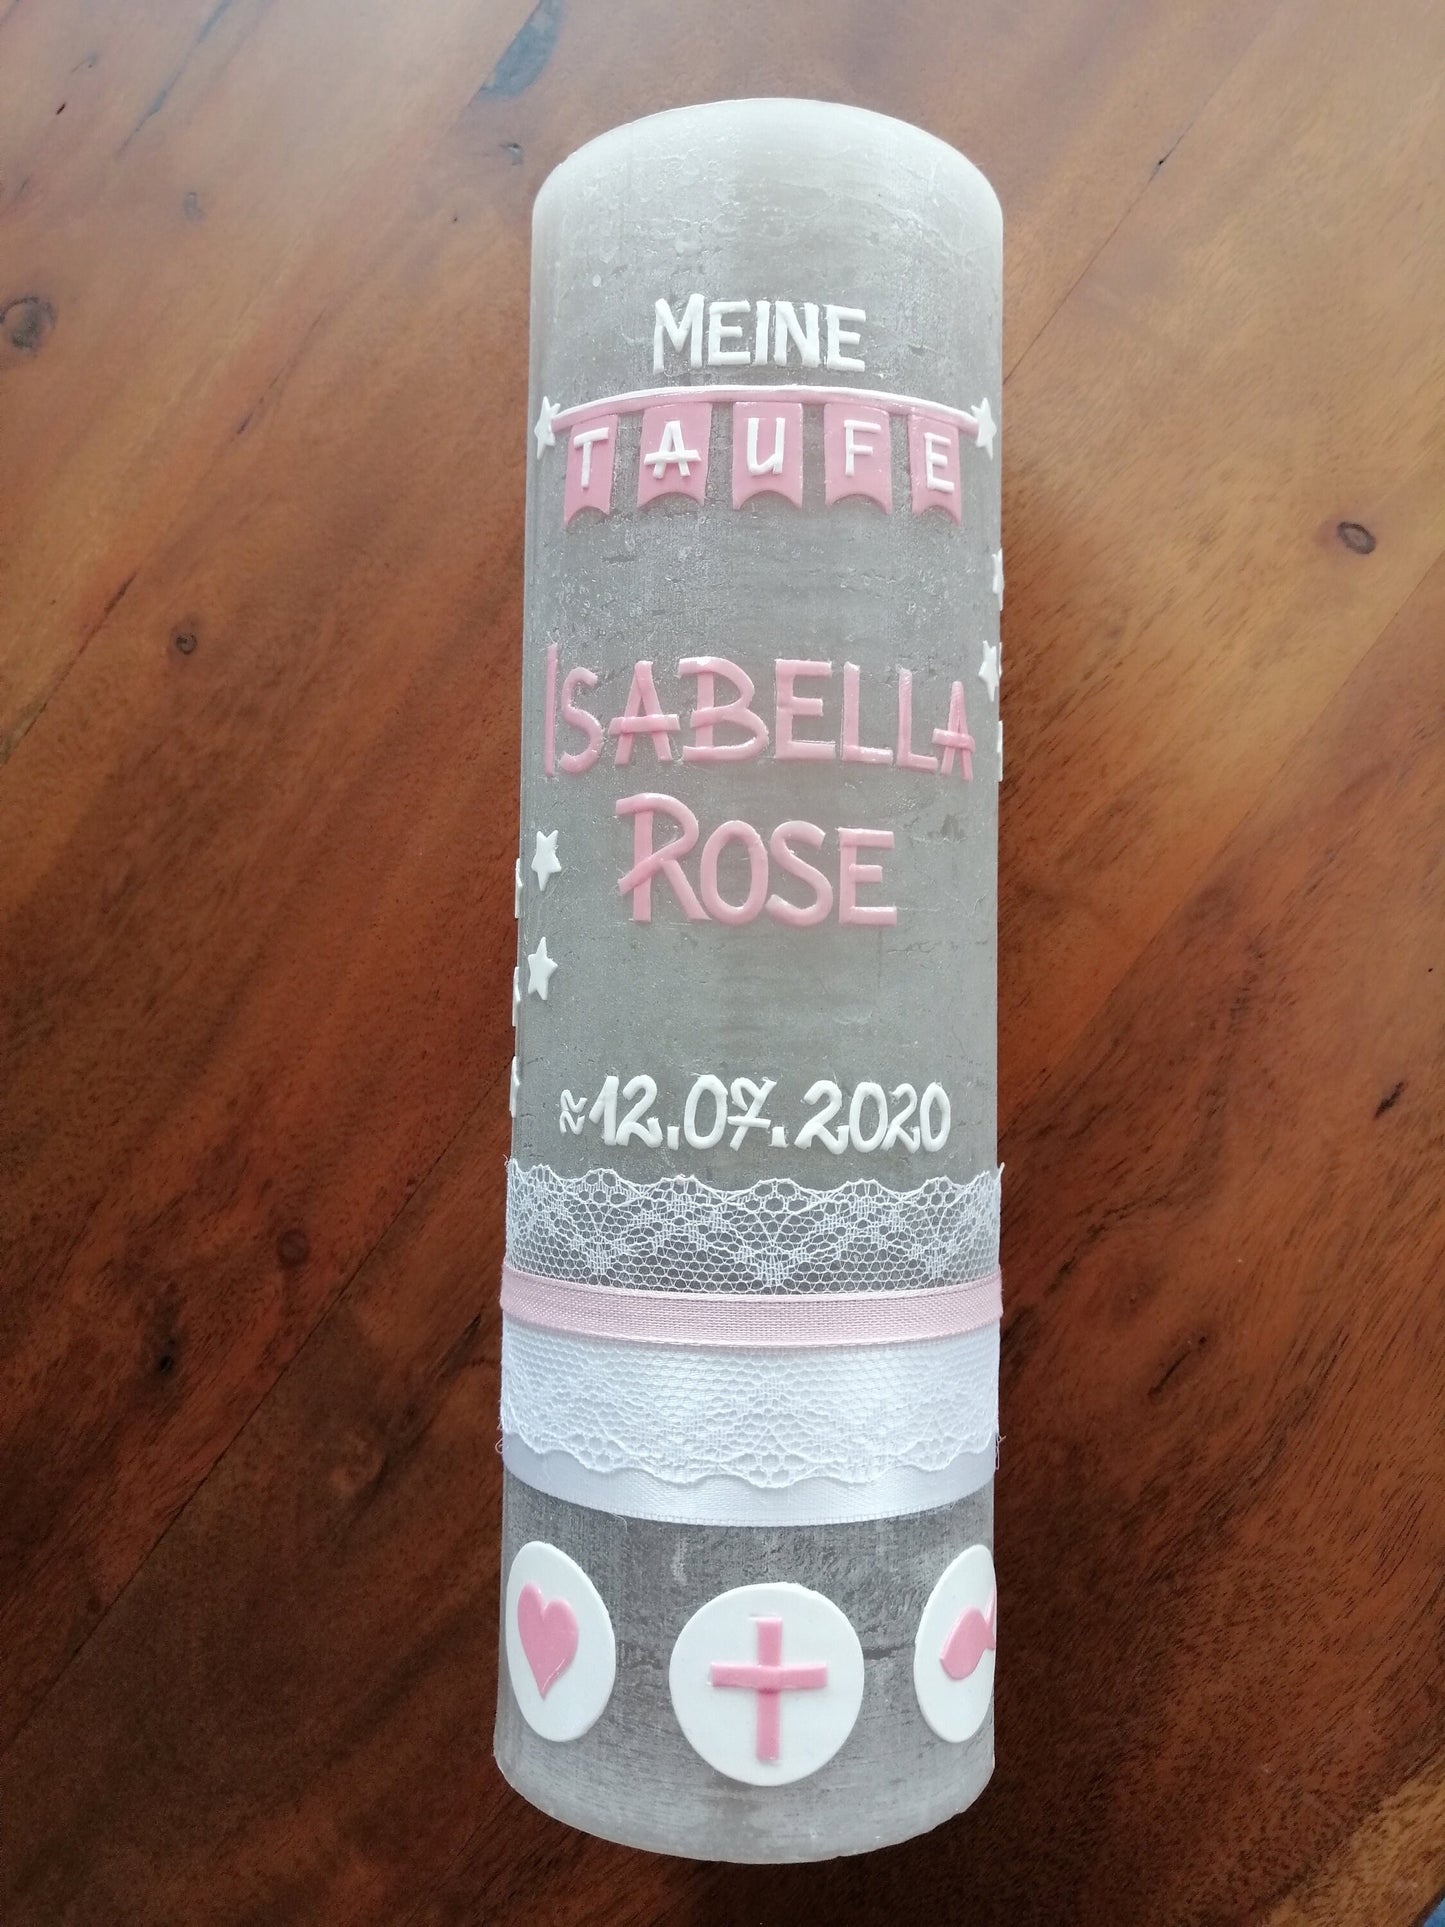 MEINE
TAUFE
ISABELLA
ROSE
≈12.07.2020